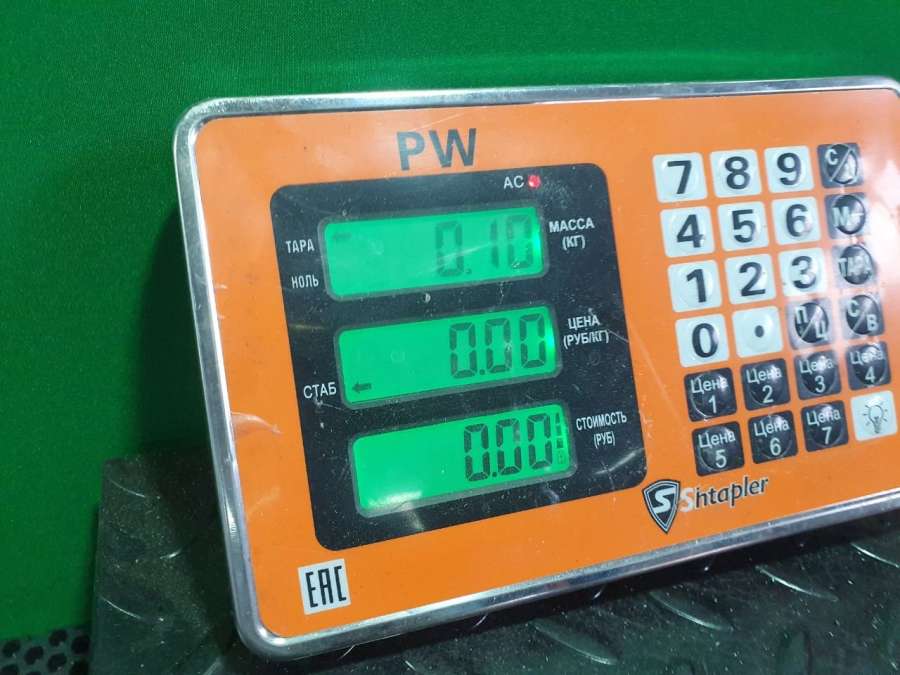 PW
AC
ТАРА
НОЛЬ
0.10
МАССА
(КГ)
0.00
ЦЕНА
(РУБ/КГ)
СТАБ
0.00
СТОИМОСТЬ
(РУБ)
7 8 9 С/
4 5 6 М+
1 2 3 ТАРА
0 . П/Ц С/В
Цена 1 Цена 2 Цена 3 Цена 4
Цена 5 Цена 6 Цена 7
S Shtapler
EAC